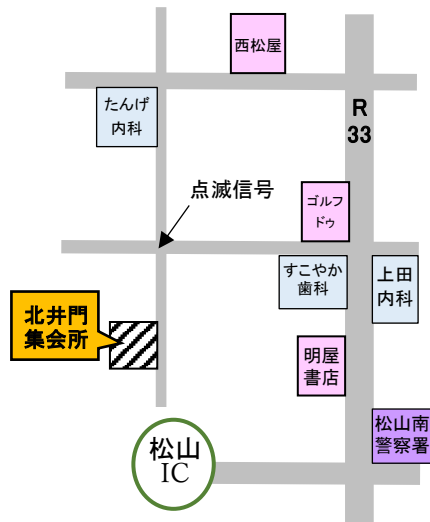 西松屋
たんげ
内科
R
33
点滅信号
ゴルフ
ドゥ
すこやか
歯科
上田
内科
北井門
集会所
明屋
書店
松山南
警察署
松山
IC